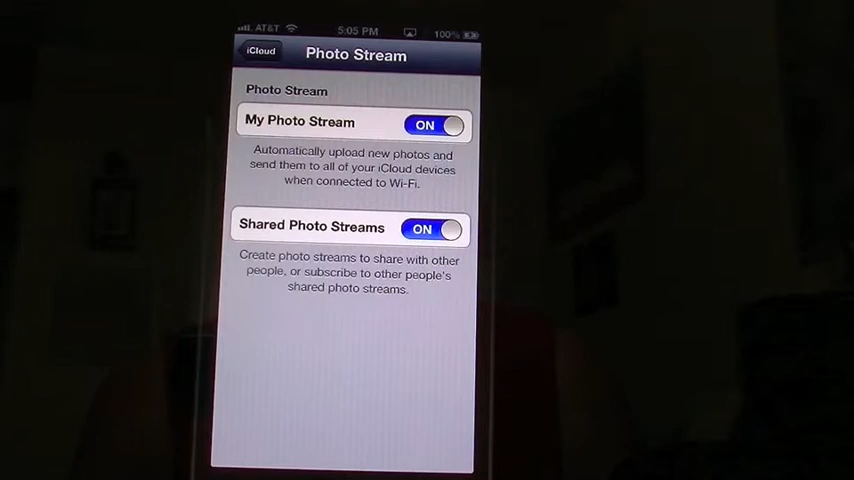 AT&T 5:05 PM 100%
iCloud Photo Stream
Photo Stream
My Photo Stream ON
Automatically upload new photos and
send them to all of your iCloud devices
when connected to Wi-Fi.
Shared Photo Streams ON
Create photo streams to share with other
people, or subscribe to other people's
shared photo streams.